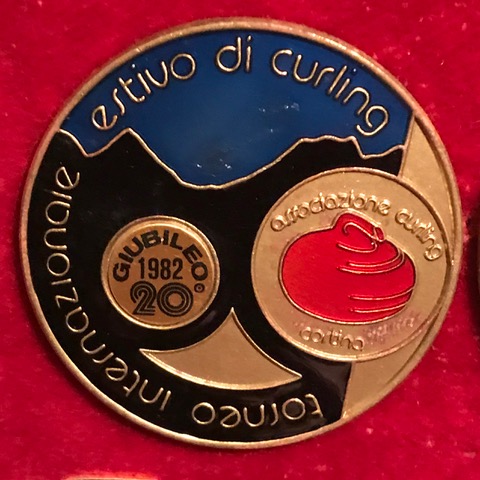 torneo internazionale
estivo di curling
GIUBILEO
1982
20°
associazione curling
cortina